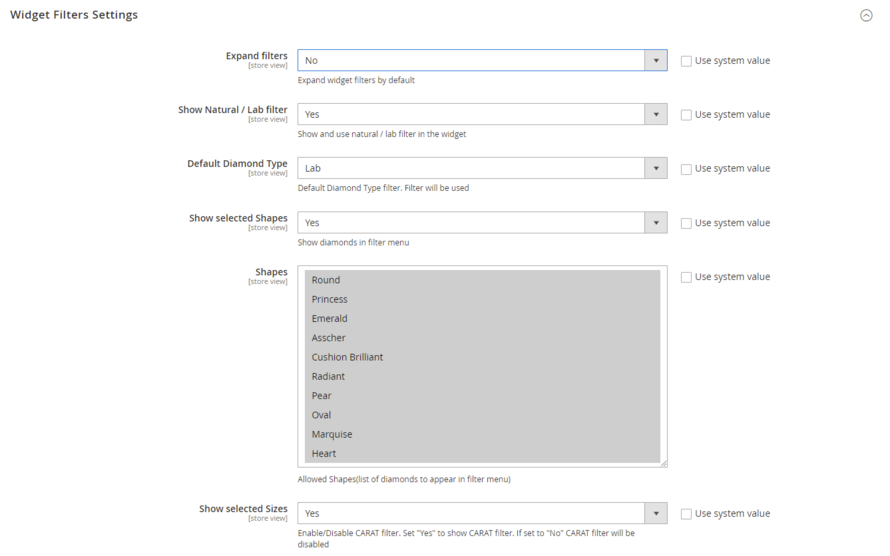 Widget Filters Settings
Expand filters
[store view]
No
Use system value
Expand widget filters by default
Show Natural / Lab filter
[store view]
Yes
Use system value
Show and use natural / lab filter in the widget
Default Diamond Type
[store view]
Lab
Use system value
Default Diamond Type filter. Filter will be used
Show selected Shapes
[store view]
Yes
Use system value
Show diamonds in filter menu
Shapes
[store view]
Use system value
Round
Princess
Emerald
Asscher
Cushion Brilliant
Radiant
Pear
Oval
Marquise
Heart
Allowed Shapes(list of diamonds to appear in filter menu)
Show selected Sizes
[store view]
Yes
Use system value
Enable/Disable CARAT filter. Set "Yes" to show CARAT filter. If set to "No" CARAT filter will be
disabled